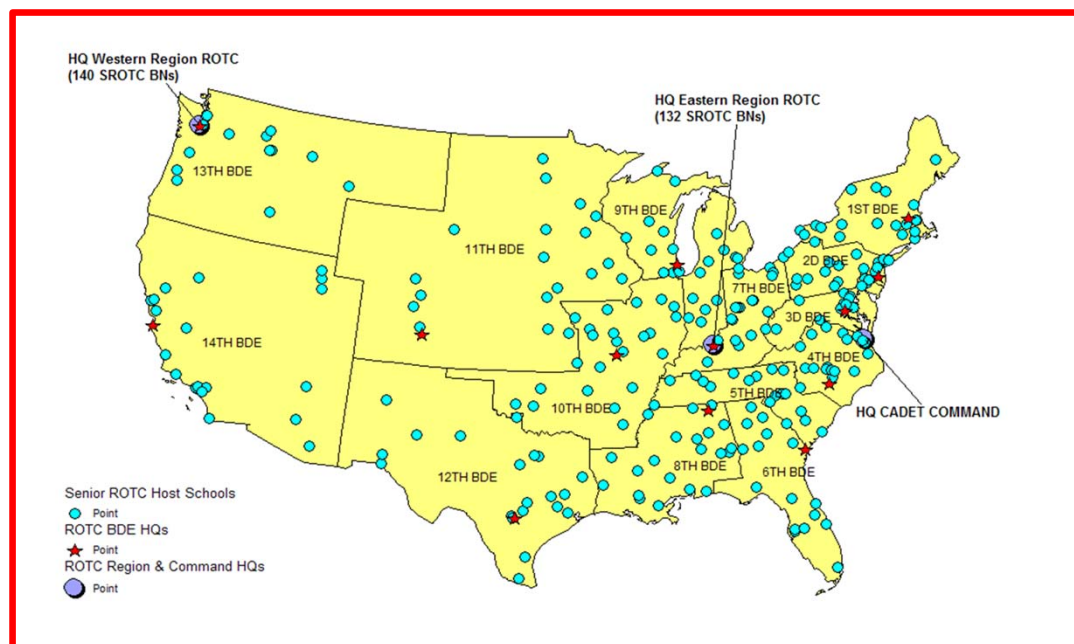 HQ Western Region ROTC
(140 SROTC BNs)
HQ Eastern Region ROTC
(132 SROTC BNs)
13TH BDE
9TH BDE
1ST BDE
11TH BDE
2D BDE
7TH BDE
3D BDE
14TH BDE
4TH BDE
5TH BDE
10TH BDE
HQ CADET COMMAND
8TH BDE
6TH BDE
12TH BDE
Senior ROTC Host Schools
Point
ROTC BDE HQs
Point
ROTC Region & Command HQs
Point